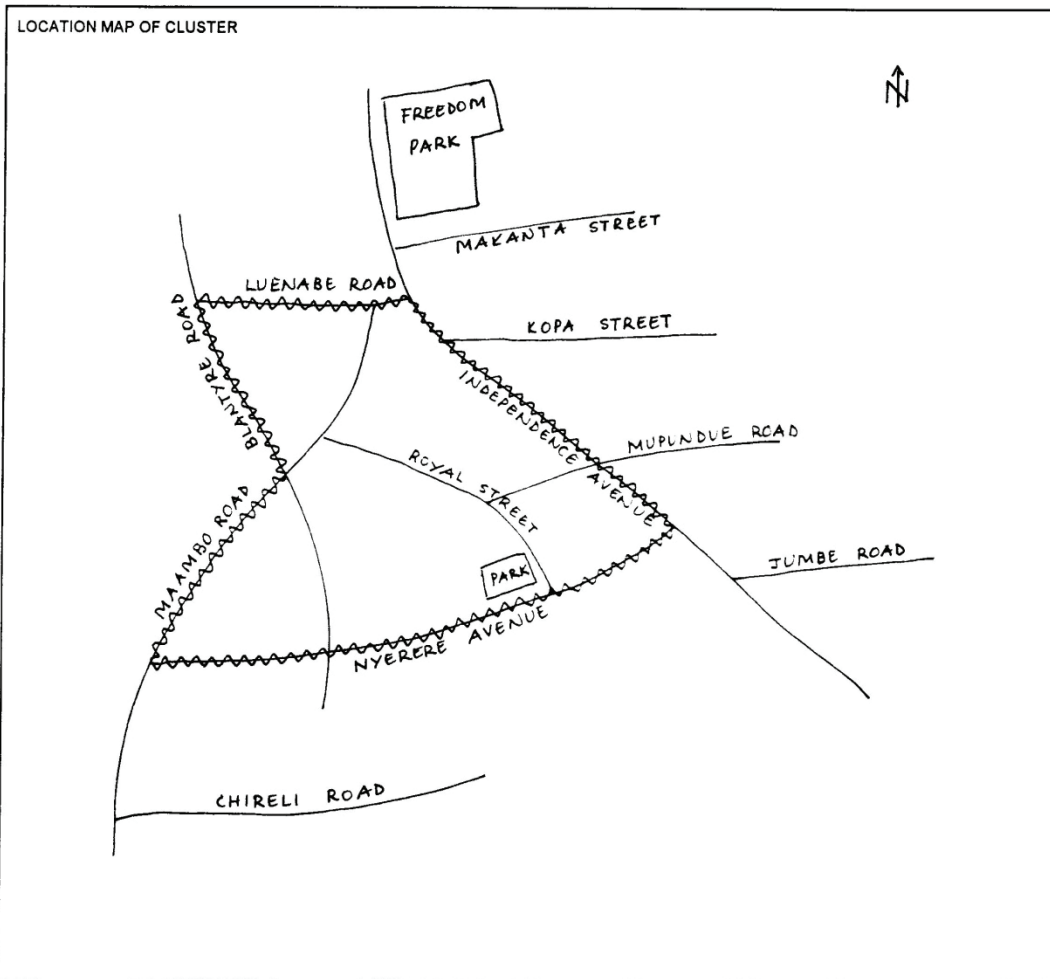 LOCATION MAP OF CLUSTER
N
FREEDOM
PARK
MAKANTA STREET
LUENABE ROAD
KOPA STREET
BLANTYRE ROAD
INDEPENDENCE AVENUE
MUPUNDUE ROAD
ROYAL STREET
MAAMBO ROAD
PARK
JUMBE ROAD
NYERERE AVENUE
CHIRELI ROAD